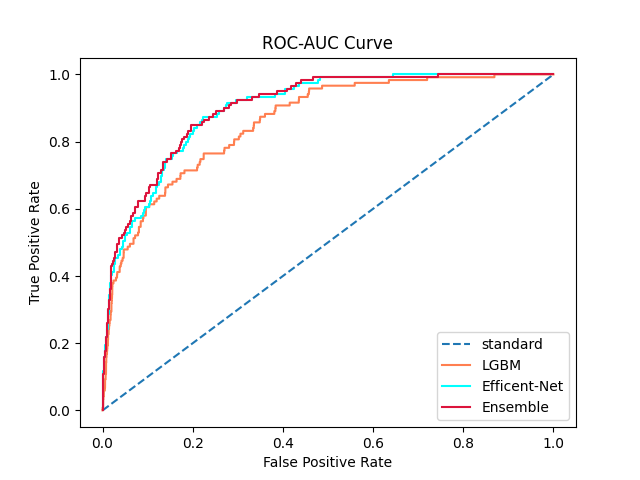 ROC-AUC Curve
True Positive Rate
1.0
0.8
0.6
0.4
0.2
0.0
standard
LGBM
Efficent-Net
Ensemble
0.0 0.2 0.4 0.6 0.8 1.0
False Positive Rate